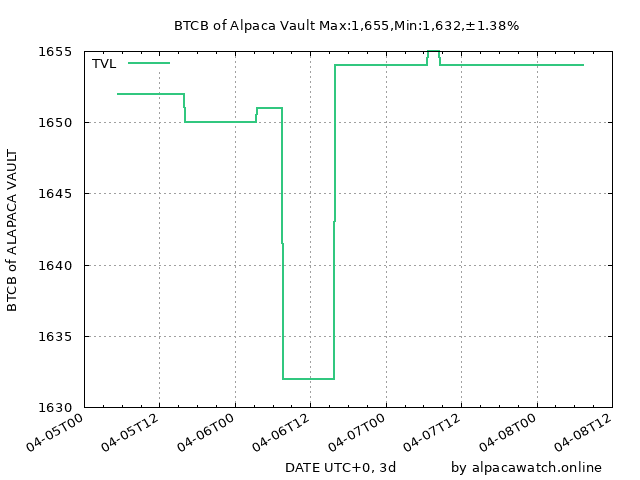 BTCB of Alpaca Vault Max:1,655,Min:1,632,±1.38%
TVL
1655
1650
1645
1640
1635
1630
BTCB of ALAPACA VAULT
04-05T00
04-05T12
04-06T00
04-06T12
04-07T00
04-07T12
04-08T00
04-08T12
DATE UTC+0, 3d
by alpacawatch.online